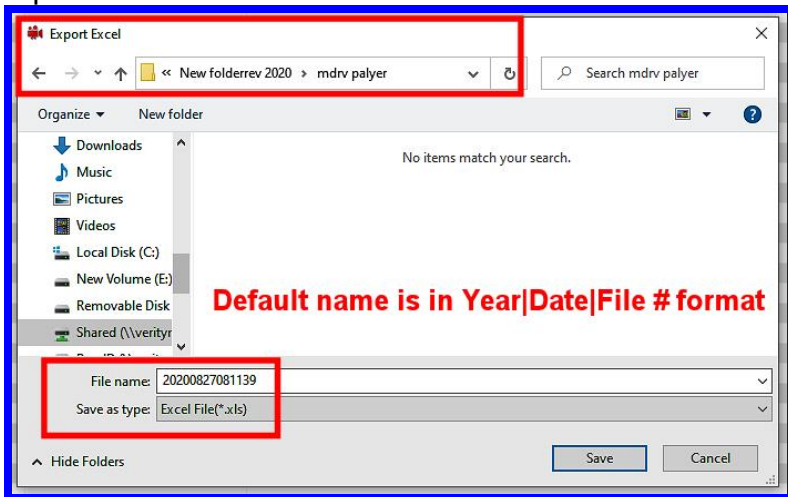 Export Excel
« New folderrev 2020 › mdrv palyer
Search mdrv palyer
Organize
New folder
Downloads
Music
Pictures
Videos
Local Disk (C:)
New Volume (E:)
Removable Disk
Shared (\\verityr
No items match your search.
Default name is in Year|Date|File # format
File name: 20200827081139
Save as type: Excel File(*.xls)
Hide Folders
Save
Cancel